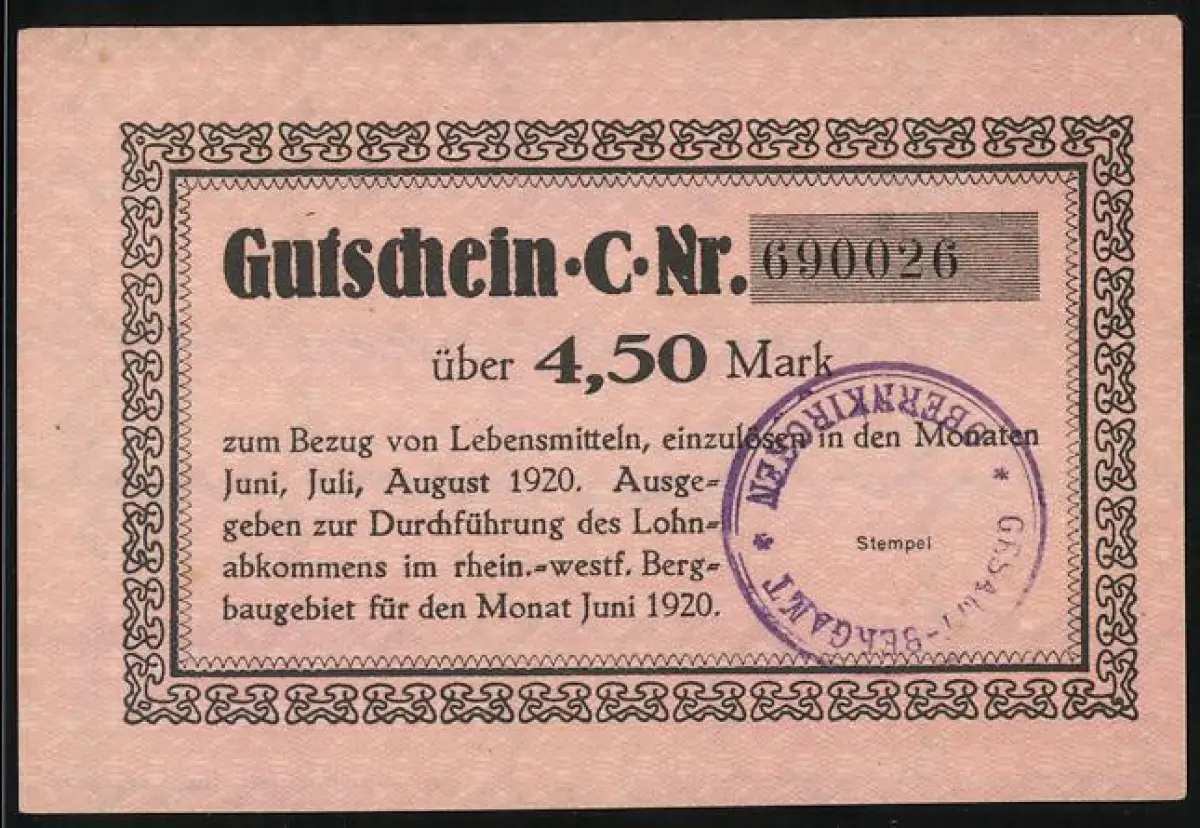 Gutschein·C·Nr. 690026
über 4,50 Mark
zum Bezug von Lebensmitteln, einzulösen in den Monaten
Juni, Juli, August 1920. Ausge-
geben zur Durchführung des Lohn-
abkommens im rhein.-westf. Berg-
baugebiet für den Monat Juni 1920.
Stempel
* GESAMT-BERGAMT * OBERNKIRCHEN